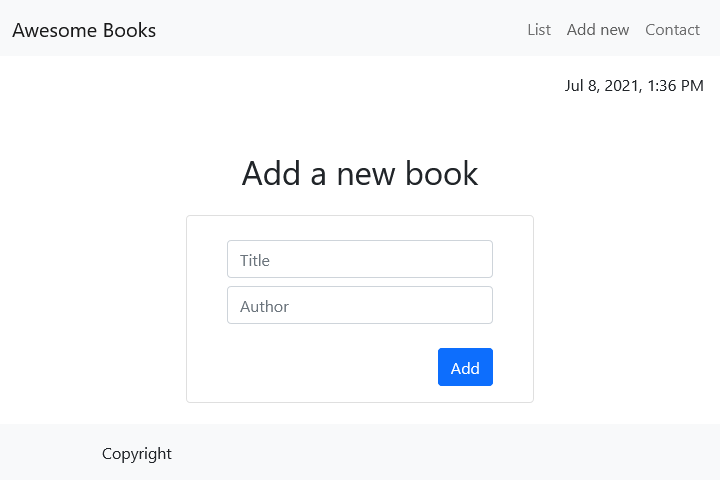 Awesome Books List Add new Contact
Jul 8, 2021, 1:36 PM
Add a new book
Title
Author
Add
Copyright